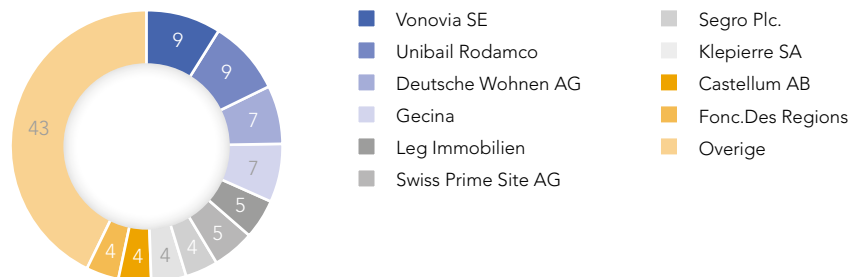 9
9
7
7
5
5
4
4
4
4
43
Vonovia SE
Unibail Rodamco
Deutsche Wohnen AG
Gecina
Leg Immobilien
Swiss Prime Site AG
Segro Plc.
Klepierre SA
Castellum AB
Fonc.Des Regions
Overige